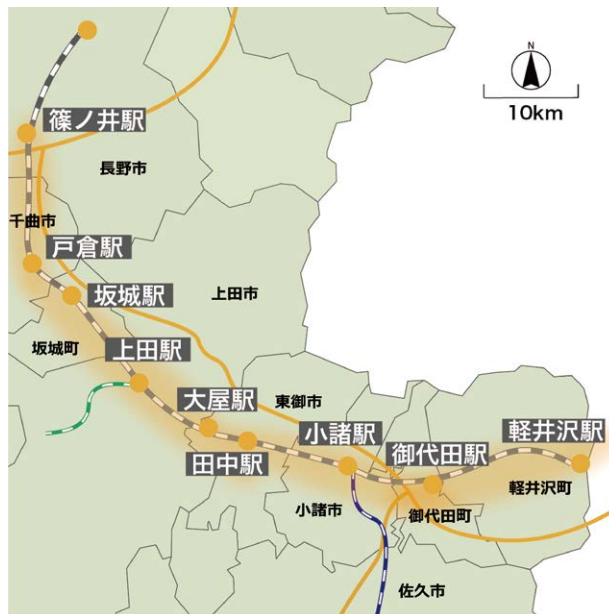 N
10km
篠ノ井駅
長野市
千曲市
戸倉駅
坂城駅
上田市
坂城町
上田駅
大屋駅
東御市
田中駅
小諸駅
御代田駅
軽井沢駅
軽井沢町
小諸市
御代田町
佐久市